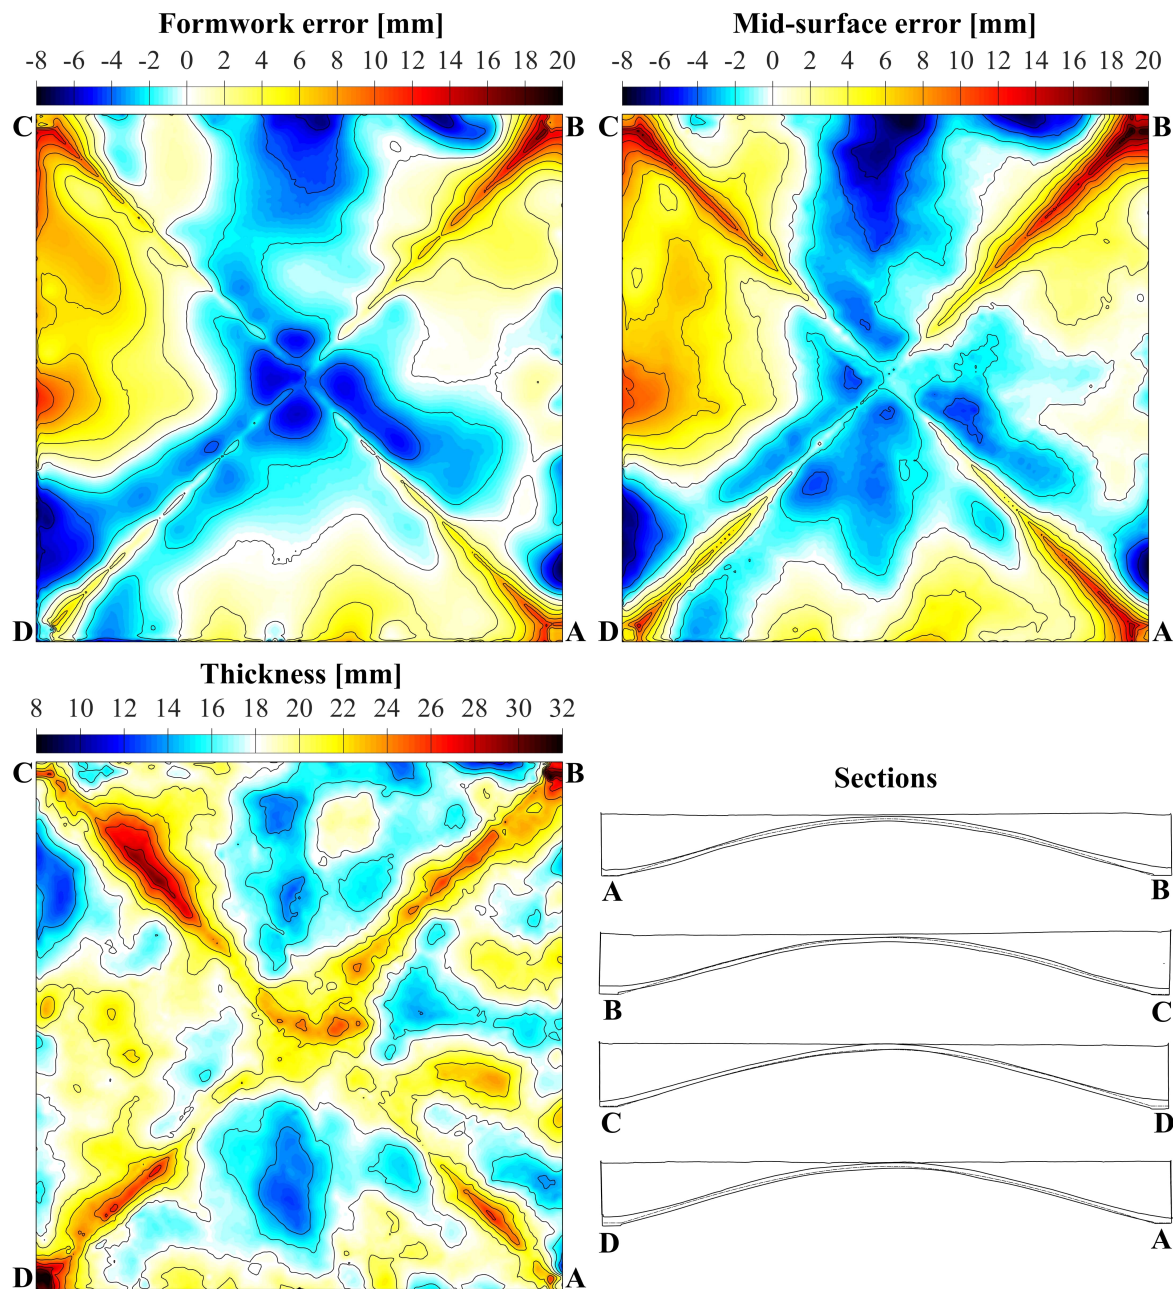 Formwork error [mm]
-8 -6 -4 -2 0 2 4 6 8 10 12 14 16 18 20
C B
D A
Mid-surface error [mm]
-8 -6 -4 -2 0 2 4 6 8 10 12 14 16 18 20
C B
D A
Thickness [mm]
8 10 12 14 16 18 20 22 24 26 28 30 32
C B
D A
Sections
A B
B C
C D
D A